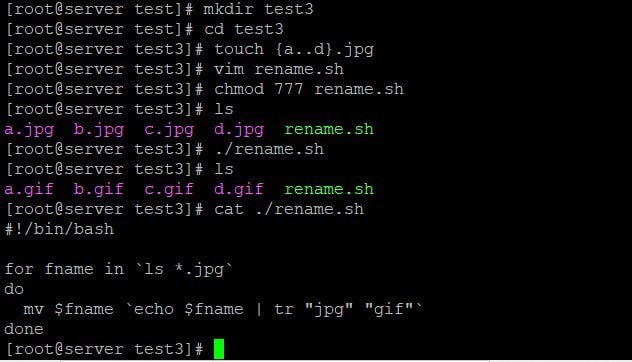 [root@server test]# mkdir test3
[root@server test]# cd test3
[root@server test3]# touch {a..d}.jpg
[root@server test3]# vim rename.sh
[root@server test3]# chmod 777 rename.sh
[root@server test3]# ls
a.jpg  b.jpg  c.jpg  d.jpg  rename.sh
[root@server test3]# ./rename.sh
[root@server test3]# ls
a.gif  b.gif  c.gif  d.gif  rename.sh
[root@server test3]# cat ./rename.sh
#!/bin/bash
for fname in `ls *.jpg`
do
  mv $fname `echo $fname | tr "jpg" "gif"`
done
[root@server test3]#